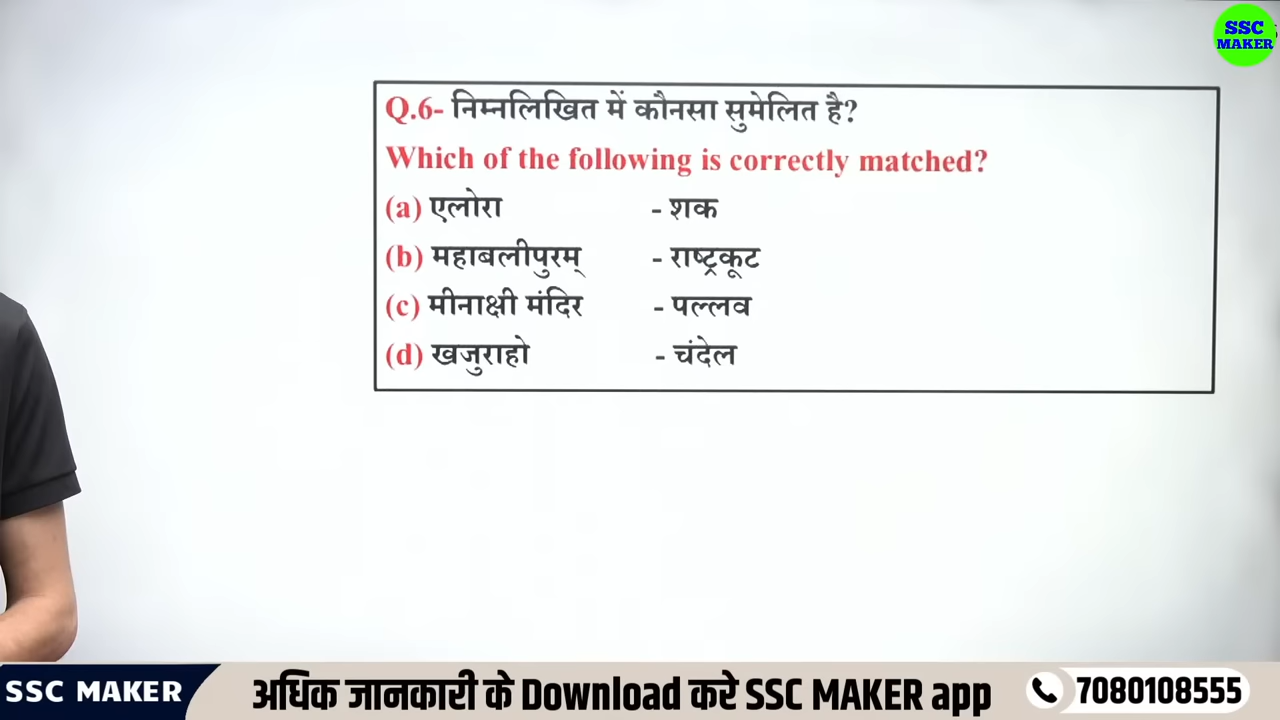 SSC
MAKER
Q.6- निम्नलिखित में कौनसा सुमेलित है?
Which of the following is correctly matched?
(a) एलोरा - शक
(b) महाबलीपुरम् - राष्ट्रकूट
(c) मीनाक्षी मंदिर - पल्लव
(d) खजुराहो - चंदेल
SSC MAKER अधिक जानकारी के Download करे SSC MAKER app 7080108555